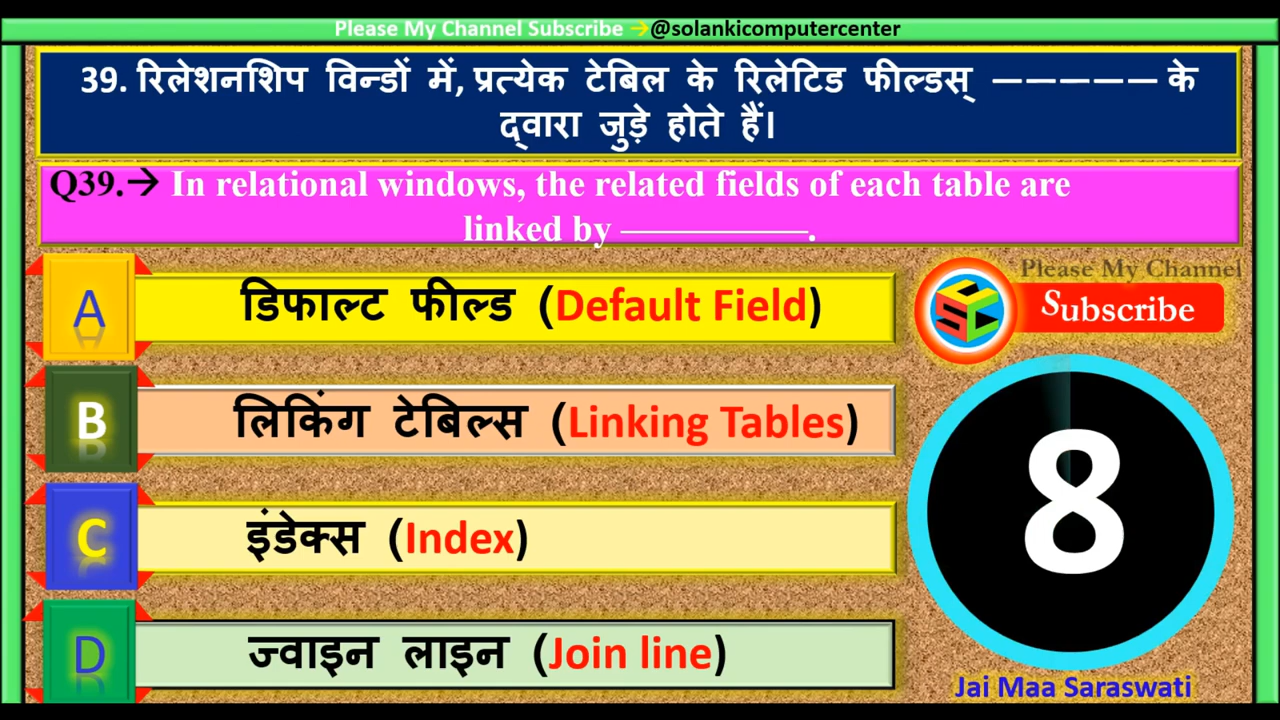 Please My Channel Subscribe →@solankicomputercenter
39. रिलेशनशिप विन्डों में, प्रत्येक टेबिल के रिलेटिड फील्डस् ————— के
द्वारा जुड़े होते हैं।
Q39.→ In relational windows, the related fields of each table are
linked by —————.
A डिफाल्ट फील्ड (Default Field)
Please My Channel
Subscribe
B लिकिंग टेबिल्स (Linking Tables)
C इंडेक्स (Index)
8
D ज्वाइन लाइन (Join line)
Jai Maa Saraswati